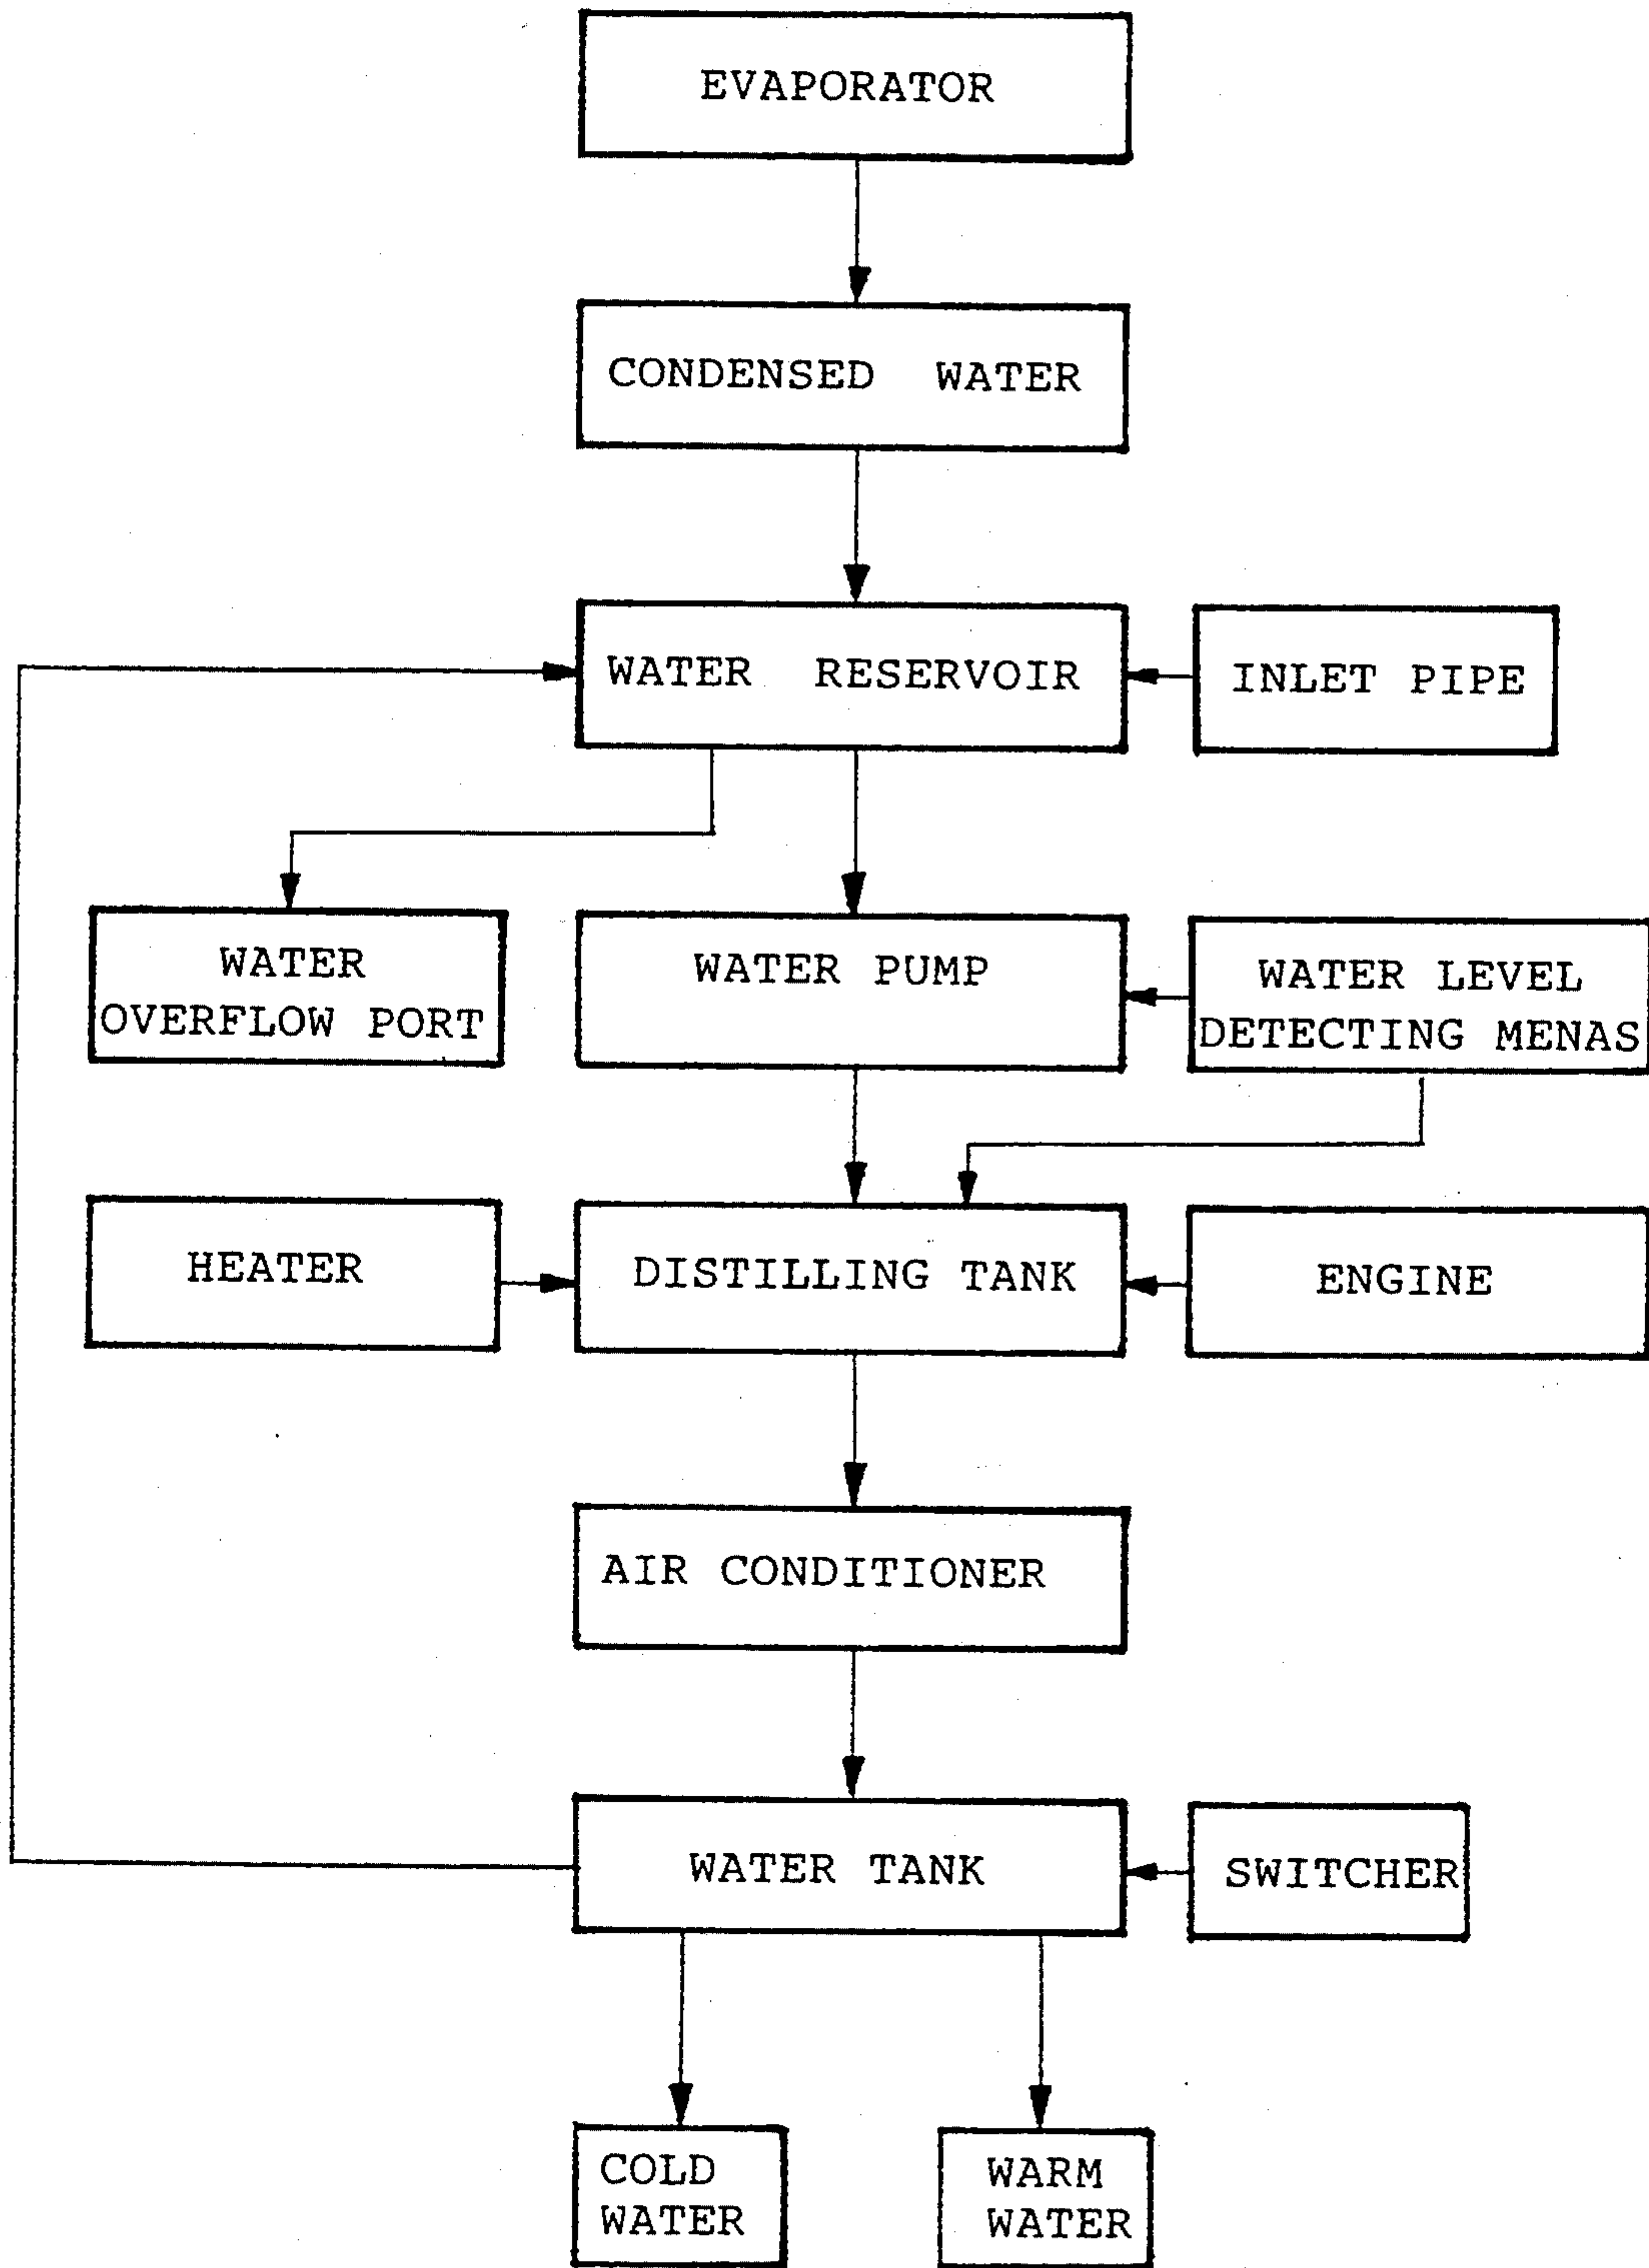 EVAPORATOR
CONDENSED WATER
WATER RESERVOIR
INLET PIPE
WATER
OVERFLOW PORT
WATER PUMP
WATER LEVEL
DETECTING MENAS
HEATER
DISTILLING TANK
ENGINE
AIR CONDITIONER
WATER TANK
SWITCHER
COLD
WATER
WARM
WATER